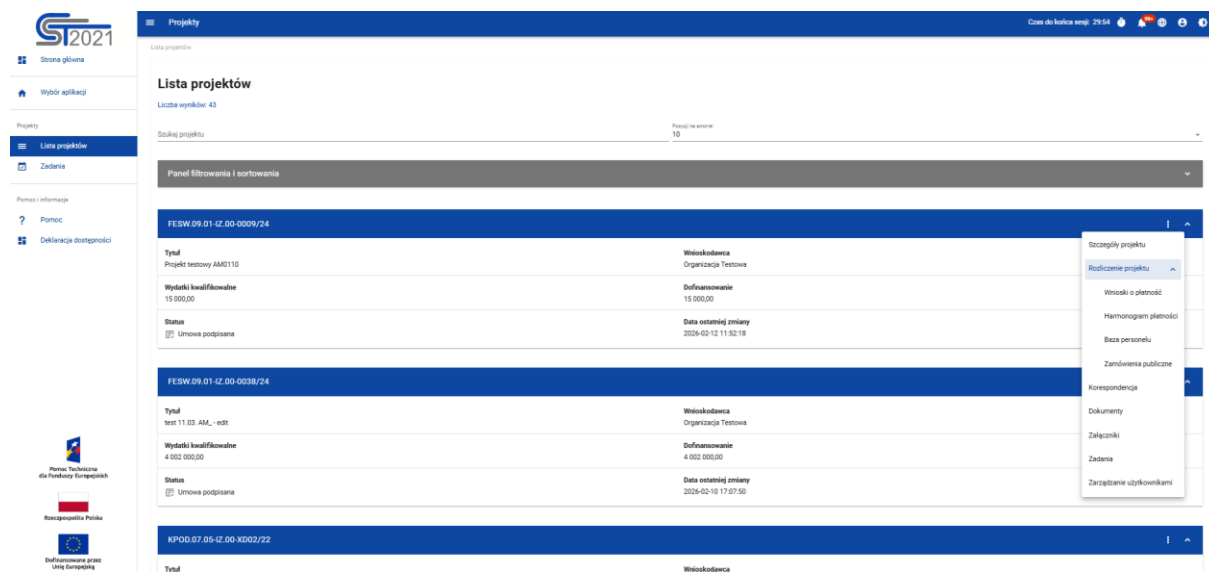 ST2021
Projekty
Czas do końca sesji: 29:54
99+
Strona główna
Wybór aplikacji
Projekty
Lista projektów
Zadania
Pomoc i informacje
Pomoc
Deklaracja dostępności
Pomoc Techniczna
dla Funduszy Europejskich
Rzeczpospolita Polska
Dofinansowane przez
Unię Europejską
Lista projektów
Lista projektów
Liczba wyników: 43
Szukaj projektu
Pozycji na stronie
10
Panel filtrowania i sortowania
FESW.09.01-IZ.00-0009/24
Tytuł
Projekt testowy AM0110
Wnioskodawca
Organizacja Testowa
Wydatki kwalifikowalne
15 000,00
Dofinansowanie
15 000,00
Status
Umowa podpisana
Data ostatniej zmiany
2026-02-12 11:52:18
Szczegóły projektu
Rozliczenie projektu
Wnioski o płatność
Harmonogram płatności
Baza personelu
Zamówienia publiczne
Korespondencja
Dokumenty
Załączniki
Zadania
Zarządzanie użytkownikami
FESW.09.01-IZ.00-0038/24
Tytuł
test 11.03. AM_ - edit
Wnioskodawca
Organizacja Testowa
Wydatki kwalifikowalne
4 002 000,00
Dofinansowanie
4 002 000,00
Status
Umowa podpisana
Data ostatniej zmiany
2026-02-10 17:07:50
KPOD.07.05-IZ.00-XD02/22
Tytuł
Wnioskodawca